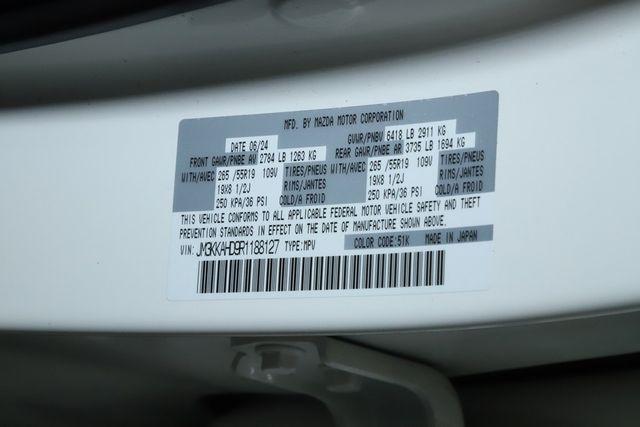 MFD. BY MAZDA MOTOR CORPORATION
DATE 06/24 GVWR/PNBV 6418 LB 2911 KG
FRONT GAWR/PNBE AV 2784 LB 1263 KG REAR GAWR/PNBE AR 3735 LB 1694 KG
WITH/AVEC 265 /55R19 109V TIRES/PNEUS WITH/AVEC 265 /55R19 109V TIRES/PNEUS
19X8 1/2J RIMS/JANTES 19X8 1/2J RIMS/JANTES
250 KPA/36 PSI COLD/A FROID 250 KPA/36 PSI COLD/A FROID
THIS VEHICLE CONFORMS TO ALL APPLICABLE FEDERAL MOTOR VEHICLE SAFETY AND THEFT
PREVENTION STANDARDS IN EFFECT ON THE DATE OF MANUFACTURE SHOWN ABOVE.
VIN: JM3KKAHD9R1188127 TYPE:MPV COLOR CODE:51K MADE IN JAPAN